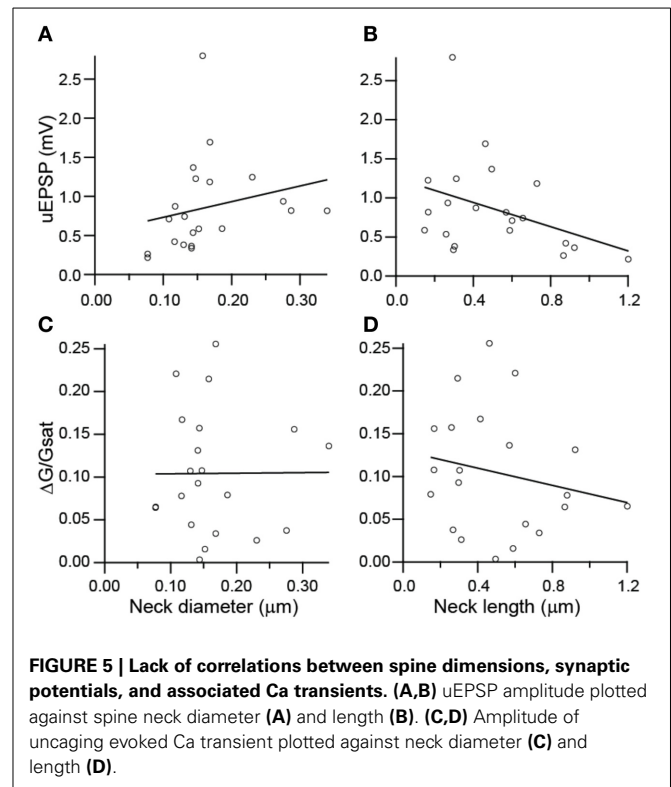 A
B
uEPSP (mV)
2.5
2.0
1.5
1.0
0.5
0.0
0.00 0.10 0.20 0.30
2.5
2.0
1.5
1.0
0.5
0.0
0.0 0.4 0.8 1.2
C
D
ΔG/Gsat
0.25
0.20
0.15
0.10
0.05
0.00
0.00 0.10 0.20 0.30
Neck diameter (μm)
0.25
0.20
0.15
0.10
0.05
0.00
0.0 0.4 0.8 1.2
Neck length (μm)
FIGURE 5 | Lack of correlations between spine dimensions, synaptic
potentials, and associated Ca transients. (A,B) uEPSP amplitude plotted
against spine neck diameter (A) and length (B). (C,D) Amplitude of
uncaging evoked Ca transient plotted against neck diameter (C) and
length (D).